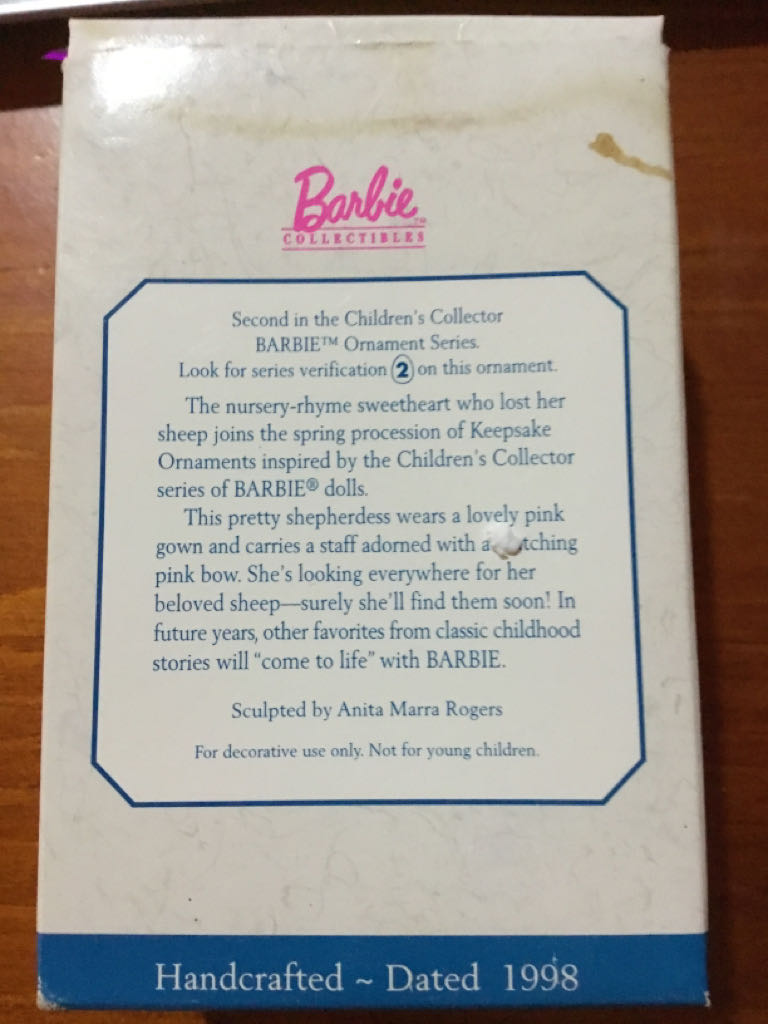 Barbie™
COLLECTIBLES
Second in the Children's Collector
BARBIE™ Ornament Series.
Look for series verification 2 on this ornament.
The nursery-rhyme sweetheart who lost her
sheep joins the spring procession of Keepsake
Ornaments inspired by the Children's Collector
series of BARBIE® dolls.
This pretty shepherdess wears a lovely pink
gown and carries a staff adorned with a
pink bow. She's looking everywhere for her
beloved sheep—surely she'll find them soon! In
future years, other favorites from classic childhood
stories will "come to life" with BARBIE.
Sculpted by Anita Marra Rogers
For decorative use only. Not for young children.
Handcrafted ~ Dated 1998